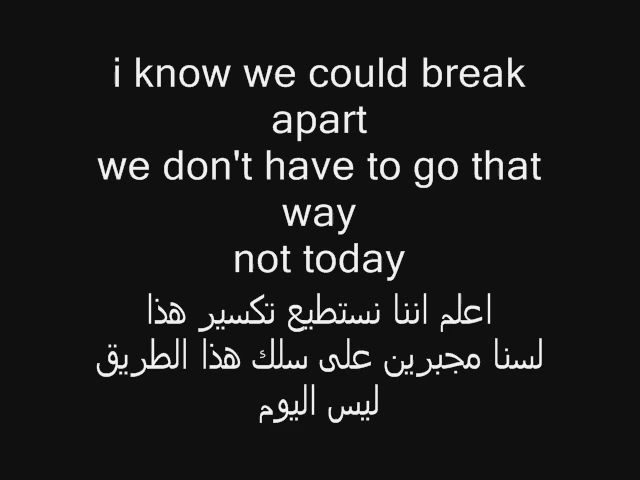 i know we could break
apart
we don't have to go that
way
not today
اعلم اننا نستطيع تكسير هذا
لسنا مجبرين على سلك هذا الطريق
ليس اليوم